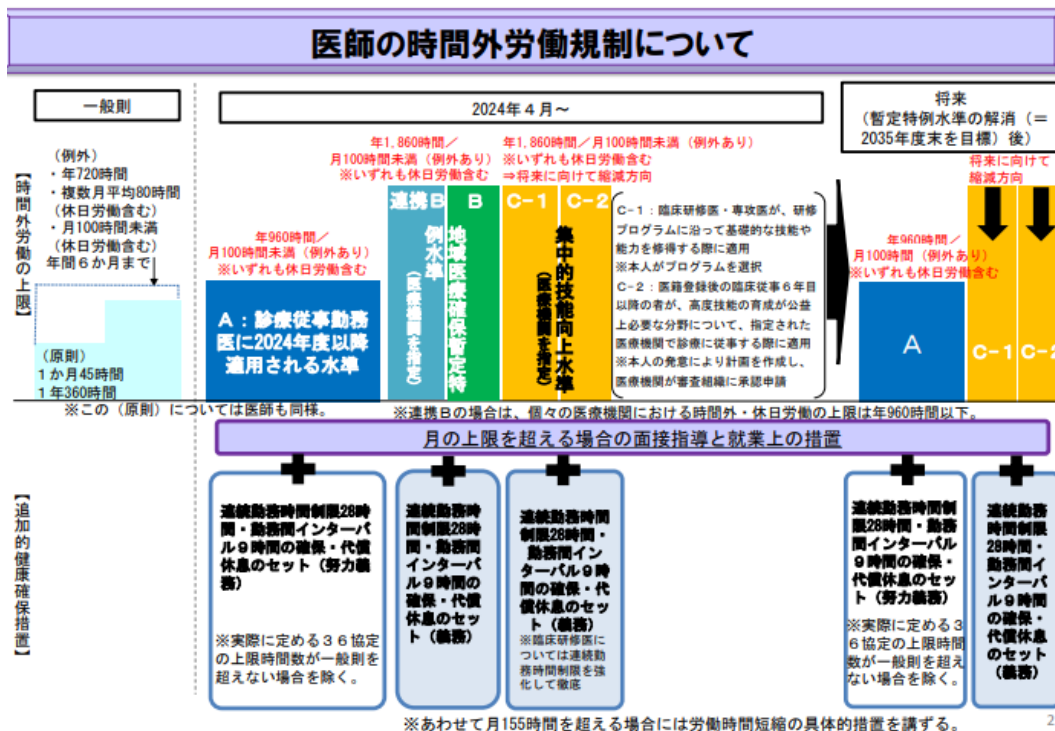 医師の時間外労働規制について
一般則
2024年4月～
将来
（暫定特例水準の解消（＝
2035年度末を目標）後）
【時間外労働の上限】
（例外）
・年720時間
・複数月平均80時間
（休日労働含む）
・月100時間未満
（休日労働含む）
年間6か月まで
（原則）
1か月45時間
1年360時間
※この（原則）については医師も同様。
年960時間／
月100時間未満（例外あり）
※いずれも休日労働含む
A：診療従事勤務
医に2024年度以降
適用される水準
年1,860時間／
月100時間未満（例外あり）
※いずれも休日労働含む
連携B
B
地域医療確保暫定特
例水準
（医療機関を指定）
年1,860時間／月100時間未満（例外あり）
※いずれも休日労働含む
⇒将来に向けて縮減方向
C-1
C-2
集中的技能向上水準
（医療機関を指定）
C-1：臨床研修医・専攻医が、研修
プログラムに沿って基礎的な技能や
能力を修得する際に適用
※本人がプログラムを選択
C-2：医籍登録後の臨床従事6年目
以降の者が、高度技能の育成が公益
上必要な分野について、指定された
医療機関で診療に従事する際に適用
※本人の発意により計画を作成し、
医療機関が審査組織に承認申請
年960時間／
月100時間（例外あり）
※いずれも休日労働含む
A
将来に向けて
縮減方向
C-1
C-2
※連携Bの場合は、個々の医療機関における時間外・休日労働の上限は年960時間以下。
月の上限を超える場合の面接指導と就業上の措置
【追加的健康確保措置】
連続勤務時間制限28時
間・勤務間インターバ
ル9時間の確保・代償
休息のセット（努力義
務）
※実際に定める36協定
の上限時間数が一般則を
超えない場合を除く。
連続勤務時
間制限28時
間・勤務間
インターバ
ル9時間の
確保・代償
休息のセッ
ト（義務）
連続勤務時間
制限28時間・
勤務間イン
ターバル9時
間の確保・代
償休息のセッ
ト（義務）
※臨床研修医に
ついては連続勤
務時間制限を強
化して徹底
連続勤務時間制
限28時間・勤務
間インターバル
9時間の確保・
代償休息のセッ
ト（努力義務）
※実際に定める3
6協定の上限時間
数が一般則を超え
ない場合を除く。
連続勤務
時間制限
28時間・
勤務間イ
ンターバ
ル9時間
の確保・
代償休息
のセット
（義務）
※あわせて月155時間を超える場合には労働時間短縮の具体的措置を講ずる。
2